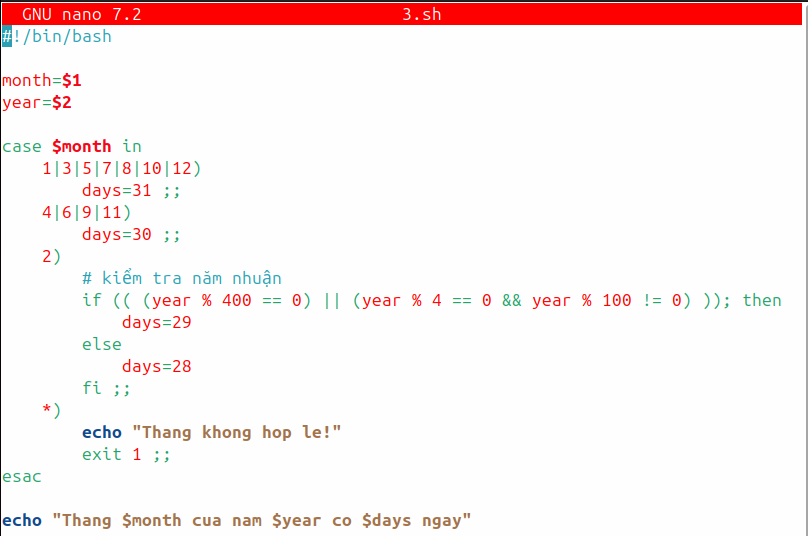 GNU nano 7.2 3.sh
#!/bin/bash

month=$1
year=$2

case $month in
    1|3|5|7|8|10|12)
        days=31 ;;
    4|6|9|11)
        days=30 ;;
    2)
        # kiểm tra năm nhuận
        if (( (year % 400 == 0) || (year % 4 == 0 && year % 100 != 0) )); then
            days=29
        else
            days=28
        fi ;;
    *)
        echo "Thang khong hop le!"
        exit 1 ;;
esac

echo "Thang $month cua nam $year co $days ngay"